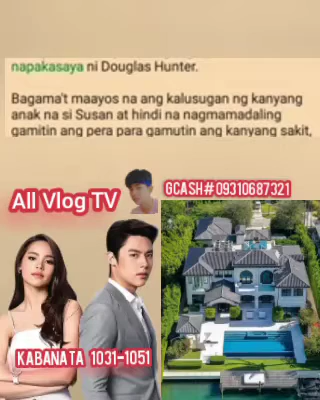 napakasaya ni Douglas Hunter.
Bagama't maayos na ang kalusugan ng kanyang
anak na si Susan at hindi na nagmamadaling
gamitin ang pera para gamutin ang kanyang sakit,
All Vlog TV
GCASH# 09310687321
KABANATA 1031-1051